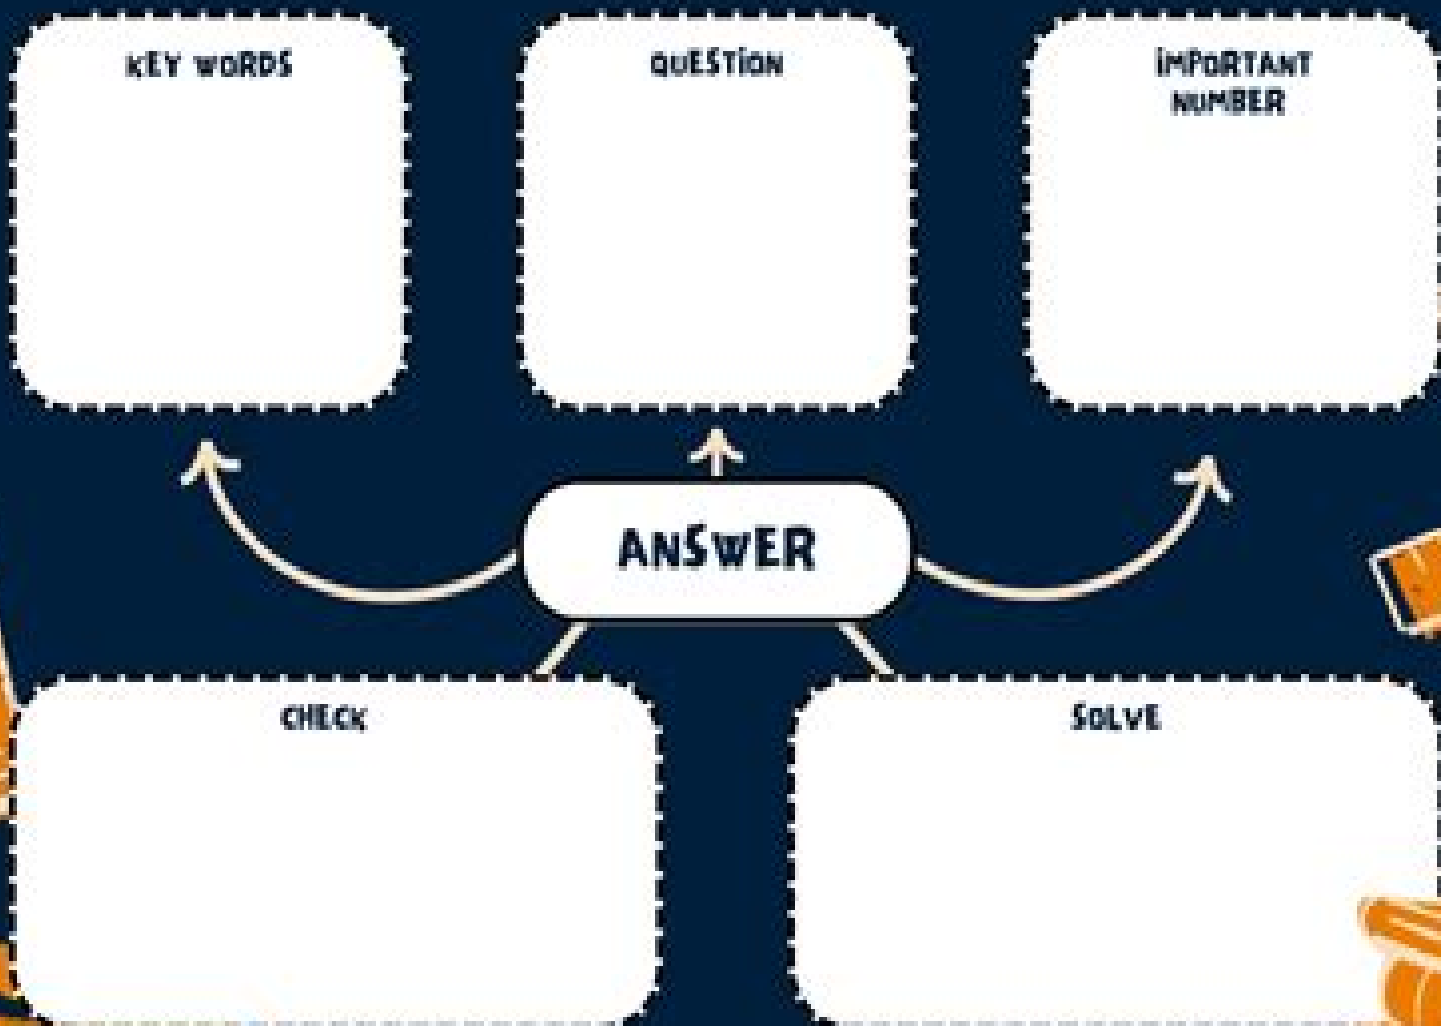 KEY WORDS
QUESTION
IMPORTANT
NUMBER
ANSWER
CHECK
SOLVE